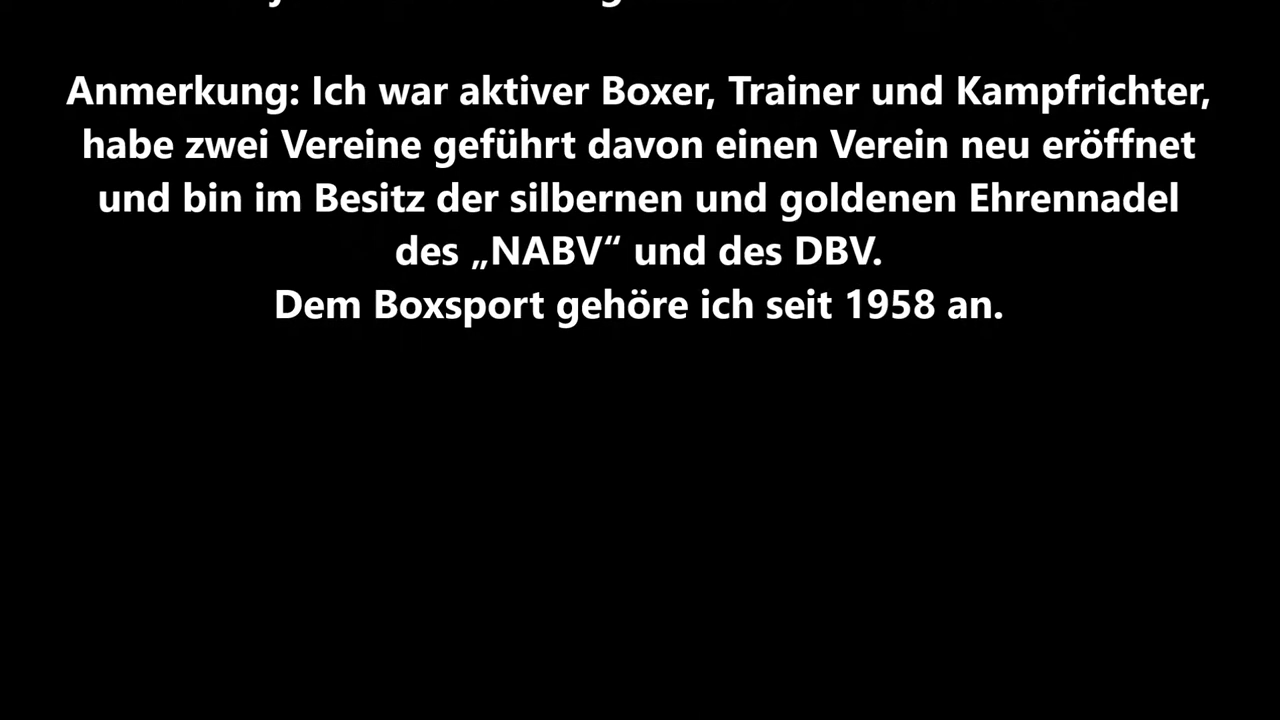 Anmerkung: Ich war aktiver Boxer, Trainer und Kampfrichter,
habe zwei Vereine geführt davon einen Verein neu eröffnet
und bin im Besitz der silbernen und goldenen Ehrennadel
des „NABV“ und des DBV.
Dem Boxsport gehöre ich seit 1958 an.